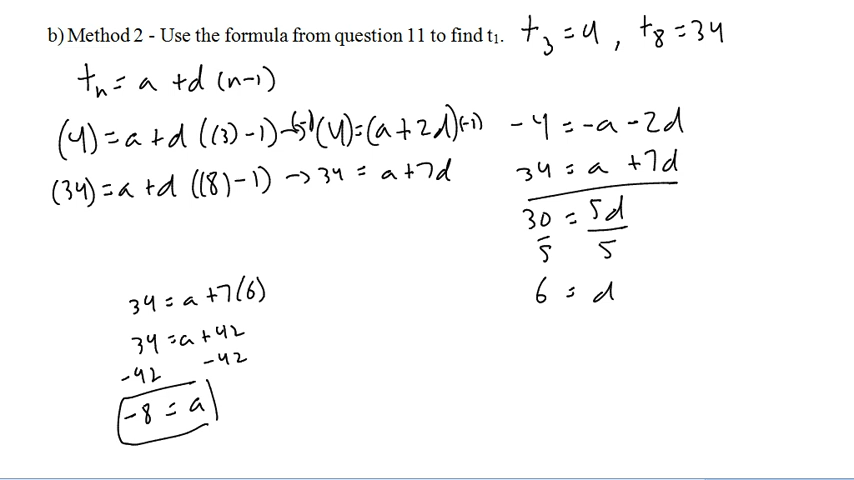 b) Method 2 - Use the formula from question 11 to find t₁. t₃ = 4 , t₈ = 34
tₙ = a + d (n-1)
(4) = a + d ((3) - 1) → (-1)(4) = (a + 2d)(-1)
(34) = a + d ((8) - 1) → 34 = a + 7d
-4 = -a - 2d
34 = a + 7d
30 = 5d
5 5
6 = d
34 = a + 7(6)
34 = a + 42
-42 -42
-8 = a